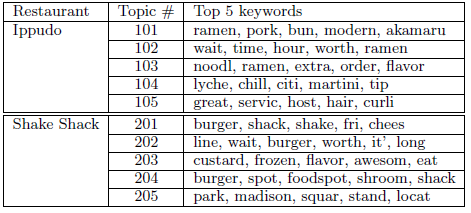 Restaurant Topic # Top 5 keywords
Ippudo 101 ramen, pork, bun, modern, akamaru
102 wait, time, hour, worth, ramen
103 noodl, ramen, extra, order, flavor
104 lyche, chill, citi, martini, tip
105 great, servic, host, hair, curli
Shake Shack 201 burger, shack, shake, fri, chees
202 line, wait, burger, worth, it', long
203 custard, frozen, flavor, awesom, eat
204 burger, spot, foodspot, shroom, shack
205 park, madison, squar, stand, locat